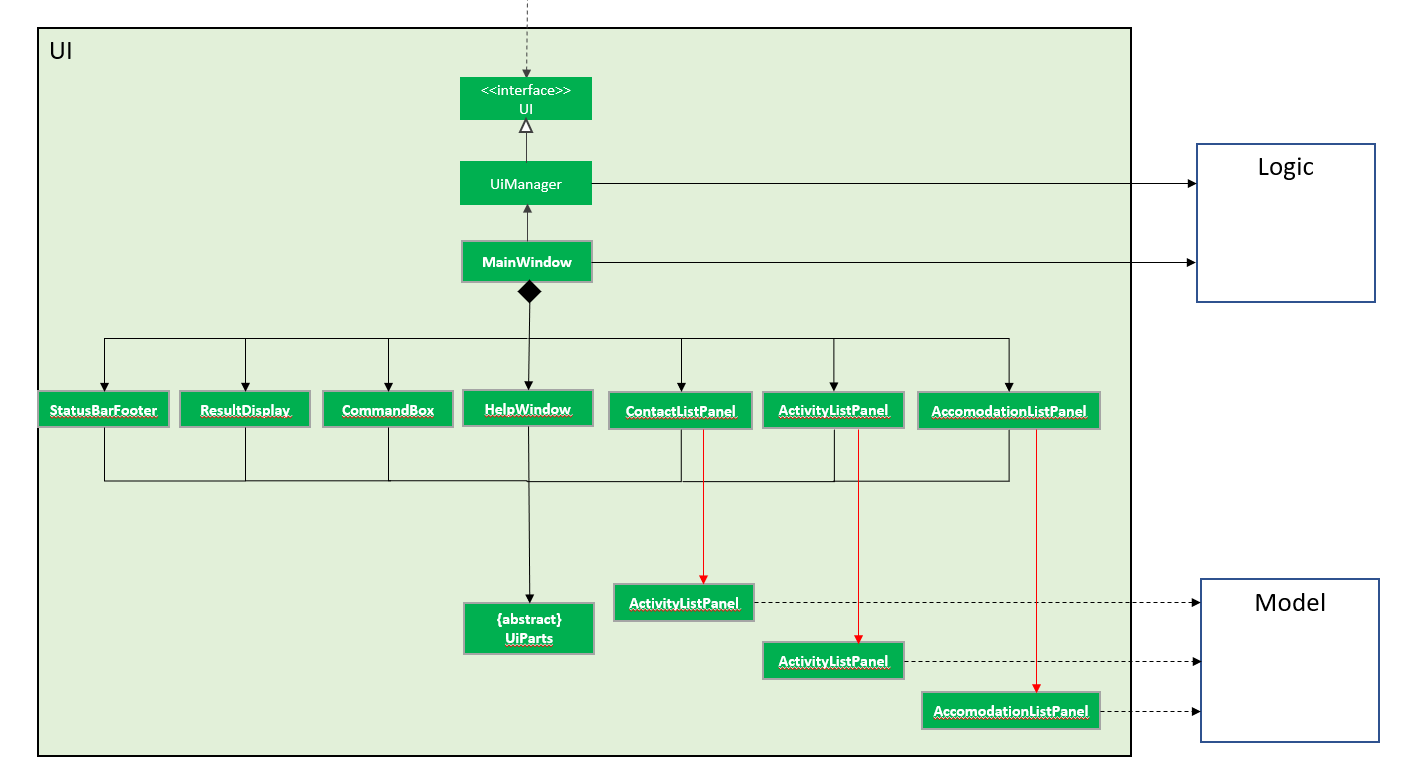 UI
<<interface>>
UI
UiManager
Logic
MainWindow
StatusBarFooter
ResultDisplay
CommandBox
HelpWindow
ContactListPanel
ActivityListPanel
AccomodationListPanel
ActivityListPanel
{abstract}
UiParts
Model
ActivityListPanel
AccomodationListPanel